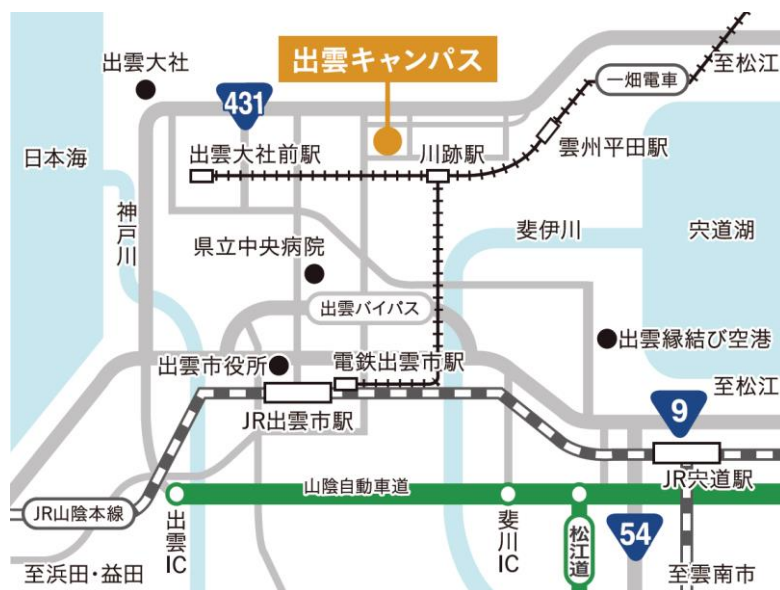 出雲キャンパス
出雲大社
431
一畑電車
至松江
日本海
出雲大社前駅
川跡駅
雲州平田駅
神戸川
県立中央病院
斐伊川
宍道湖
出雲バイパス
出雲縁結び空港
出雲市役所
電鉄出雲市駅
至松江
JR出雲市駅
9
JR宍道駅
山陰自動車道
JR山陰本線
出雲IC
斐川IC
松江道
54
至浜田・益田
至雲南市